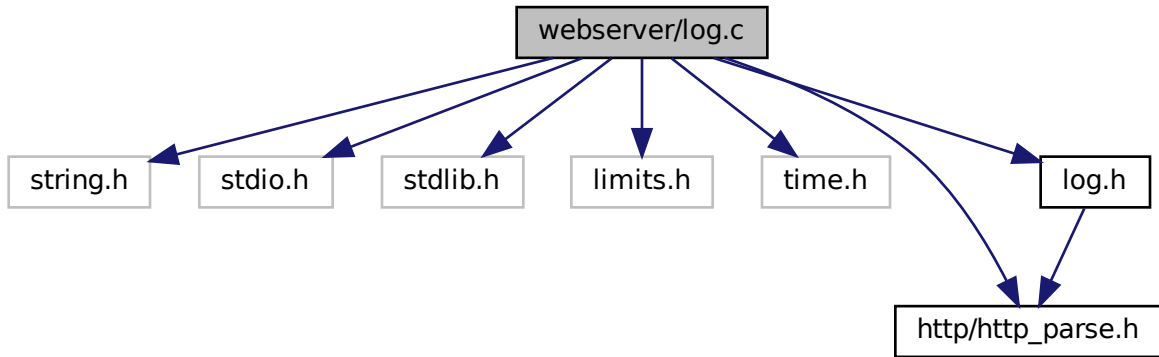 webserver/log.c
string.h
stdio.h
stdlib.h
limits.h
time.h
log.h
http/http_parse.h